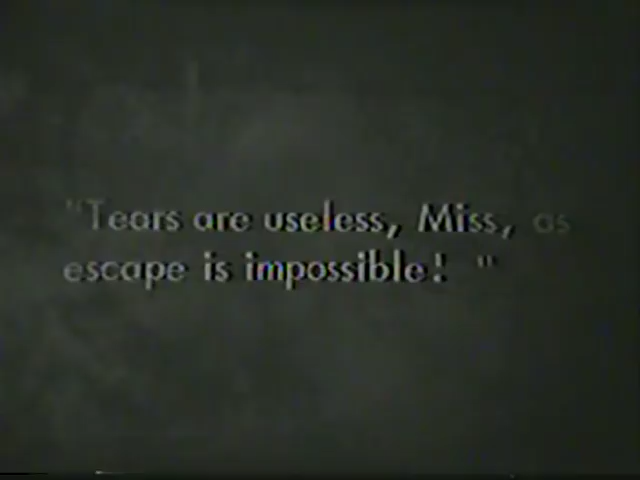 "Tears are useless, Miss, as
escape is impossible! "